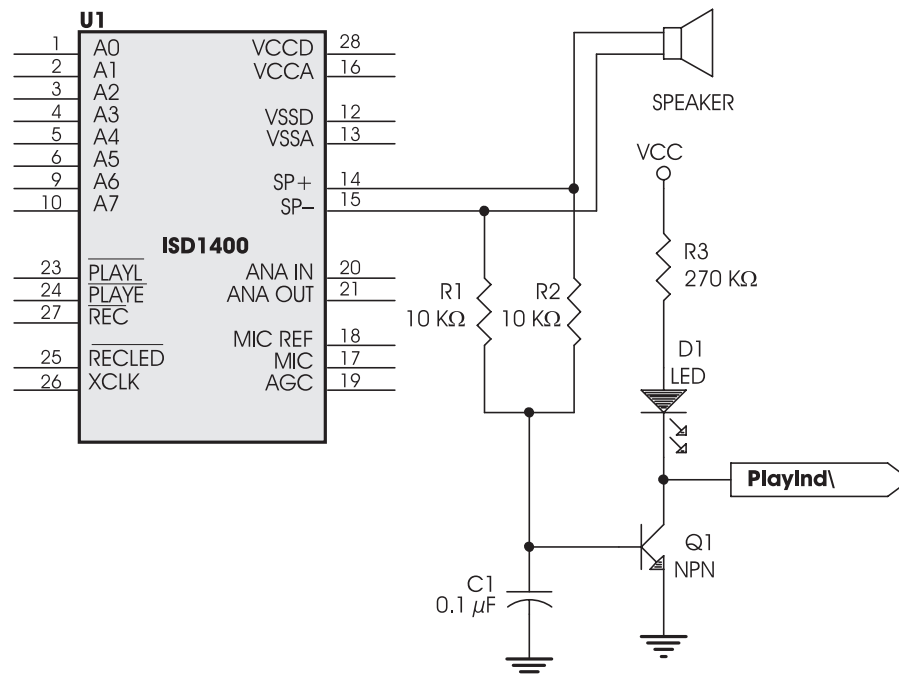 U1
1 A0 VCCD 28
2 A1 VCCA 16
3 A2
4 A3 VSSD 12
5 A4 VSSA 13
6 A5
9 A6 SP+ 14
10 A7 SP– 15
ISD1400
23 PLAYL ANA IN 20
24 PLAYE ANA OUT 21
27 REC
MIC REF 18
25 RECLED MIC 17
26 XCLK AGC 19
SPEAKER
VCC
R1
10 KΩ
R2
10 KΩ
R3
270 KΩ
D1
LED
PlayInd\
Q1
NPN
C1
0.1 µF